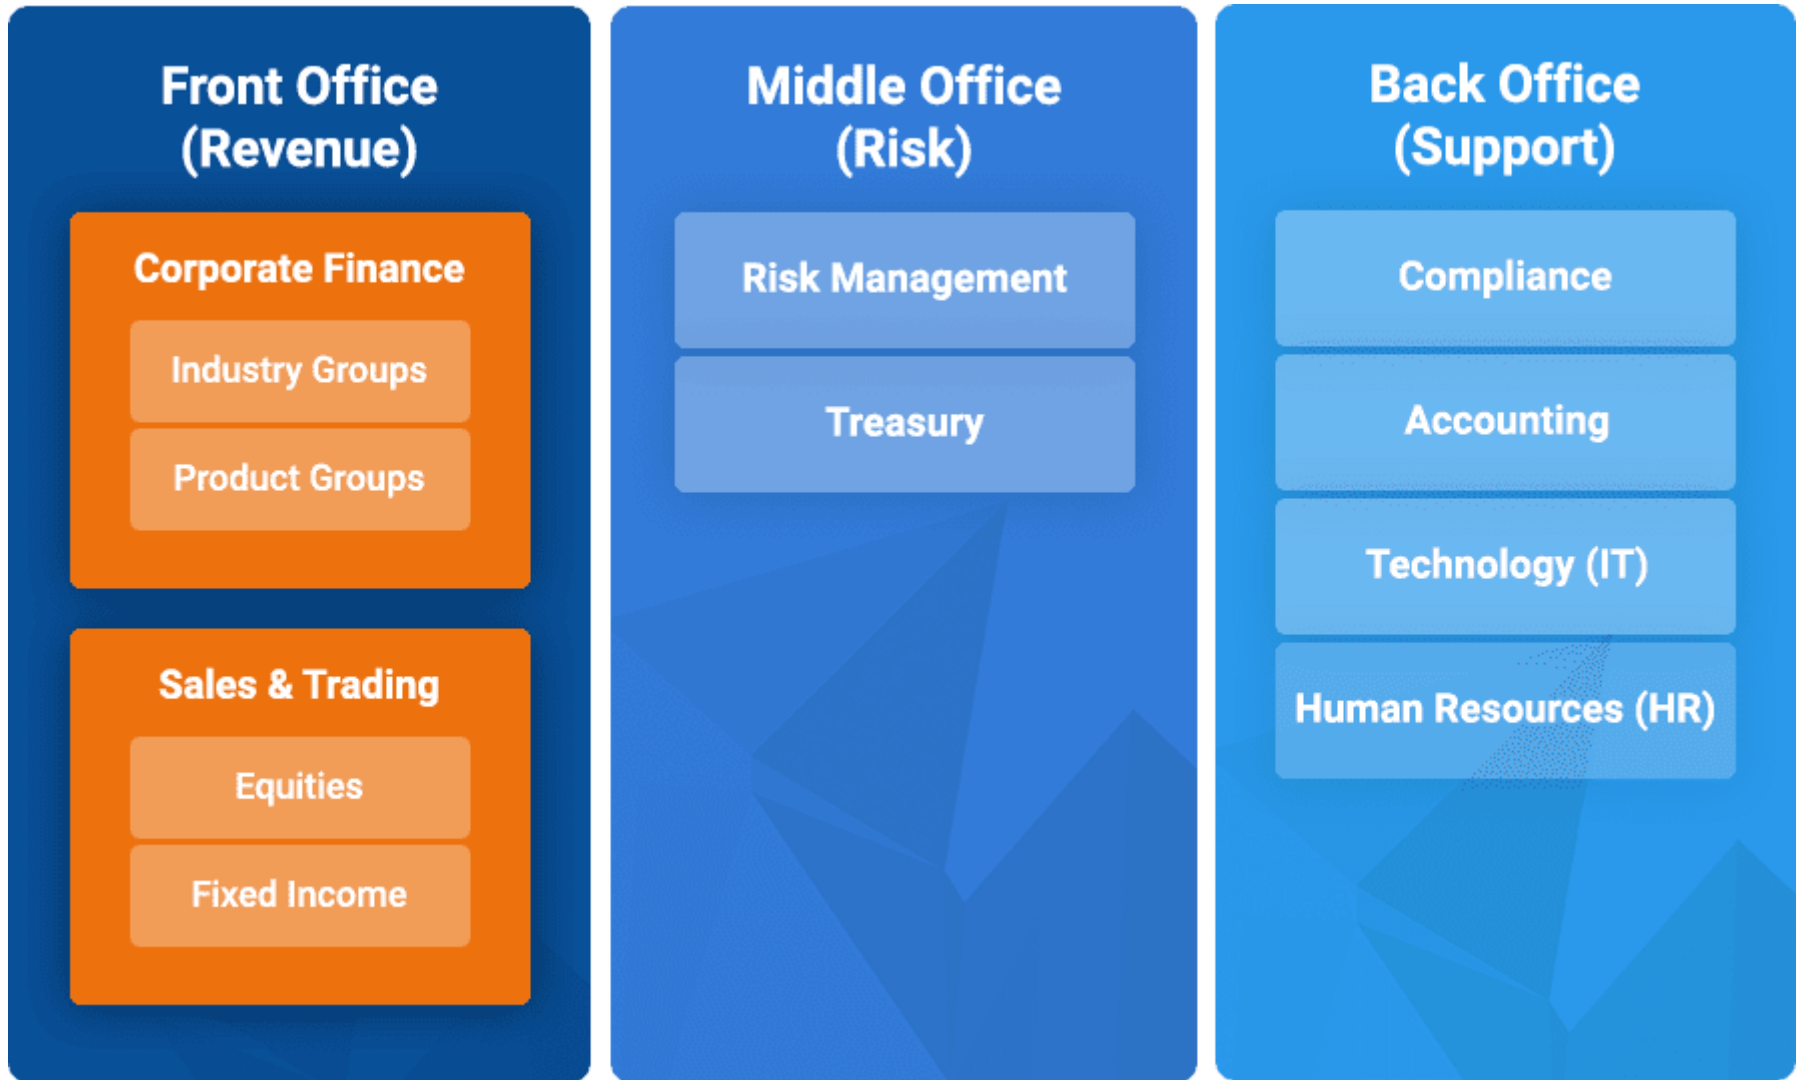 Front Office
(Revenue)
Corporate Finance
Industry Groups
Product Groups
Sales & Trading
Equities
Fixed Income
Middle Office
(Risk)
Risk Management
Treasury
Back Office
(Support)
Compliance
Accounting
Technology (IT)
Human Resources (HR)